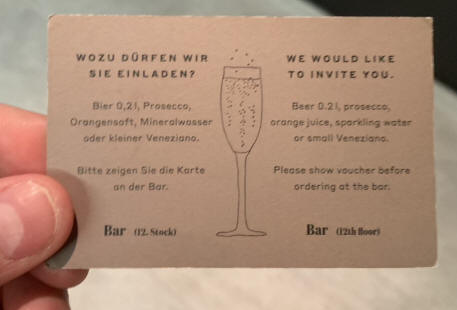 WOZU DÜRFEN WIR
SIE EINLADEN?
Bier 0,2l, Prosecco,
Orangensaft, Mineralwasser
oder kleiner Veneziano.
Bitte zeigen Sie die Karte
an der Bar.
Bar (12. Stock)
WE WOULD LIKE
TO INVITE YOU.
Beer 0.2l, prosecco,
orange juice, sparkling water
or small Veneziano.
Please show voucher before
ordering at the bar.
Bar (12th floor)